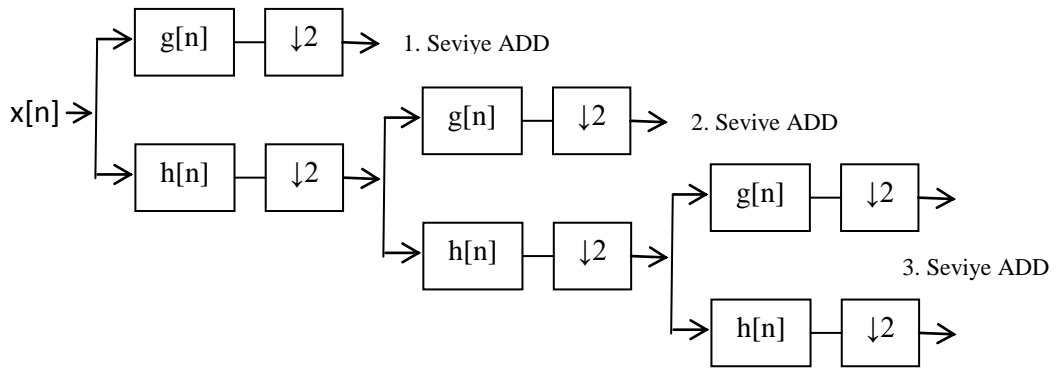 g[n] ↓2 1. Seviye ADD
x[n]
h[n] ↓2
g[n] ↓2 2. Seviye ADD
h[n] ↓2
g[n] ↓2
3. Seviye ADD
h[n] ↓2